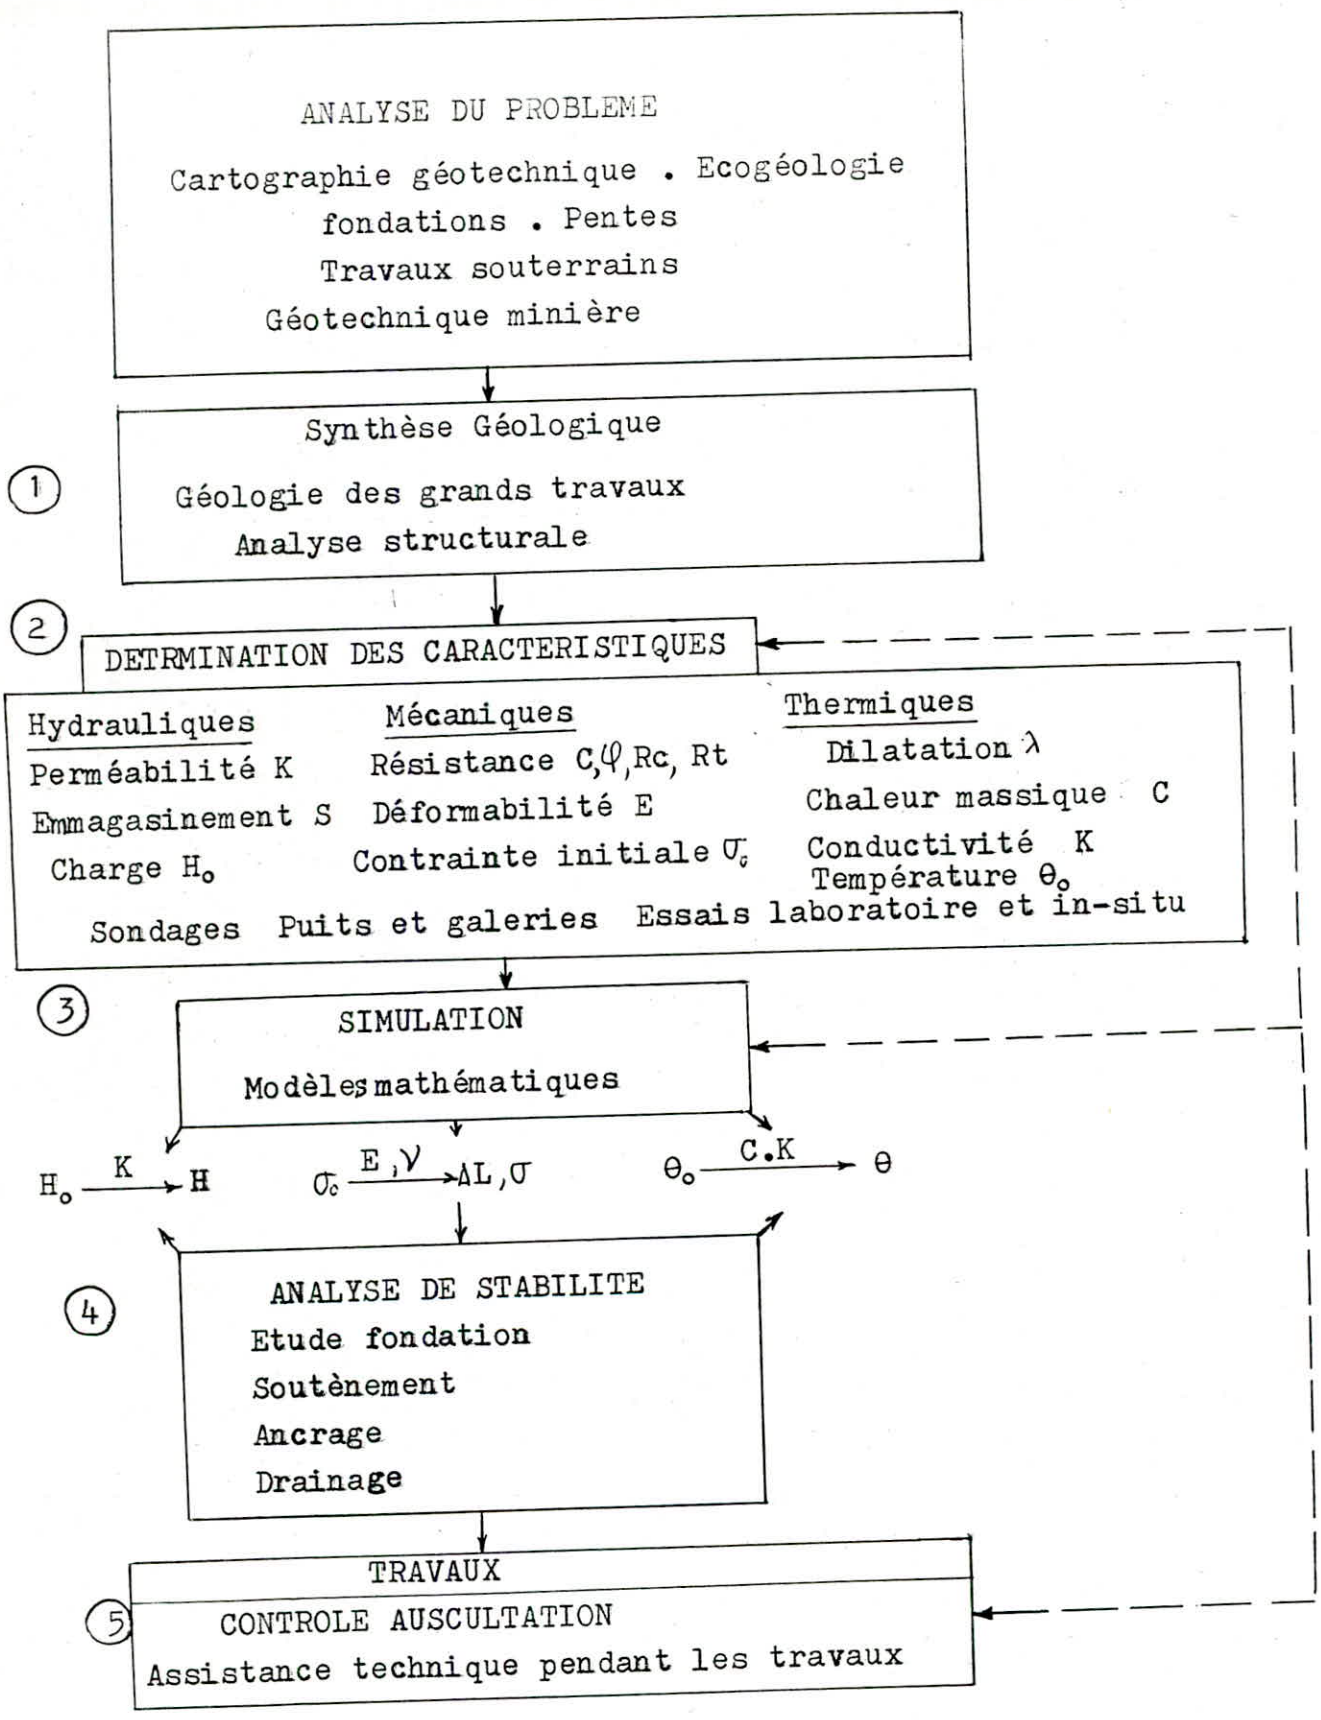 ANALYSE DU PROBLEME
Cartographie géotechnique . Ecogéologie
fondations . Pentes
Travaux souterrains
Géotechnique minière
Synthèse Géologique
1
Géologie des grands travaux
Analyse structurale
2
DETRMINATION DES CARACTERISTIQUES
Hydrauliques Mécaniques Thermiques
Perméabilité K Résistance C,φ,Rc, Rt Dilatation λ
Emmagasinement S Déformabilité E Chaleur massique C
Charge H₀ Contrainte initiale σ₀ Conductivité K
Température θ₀
Sondages Puits et galeries Essais laboratoire et in-situ
3
SIMULATION
Modèles mathématiques
H₀ K → H σ₀ E,ν → ΔL,σ θ₀ C.K → θ
4
ANALYSE DE STABILITE
Etude fondation
Soutènement
Ancrage
Drainage
TRAVAUX
5
CONTROLE AUSCULTATION
Assistance technique pendant les travaux